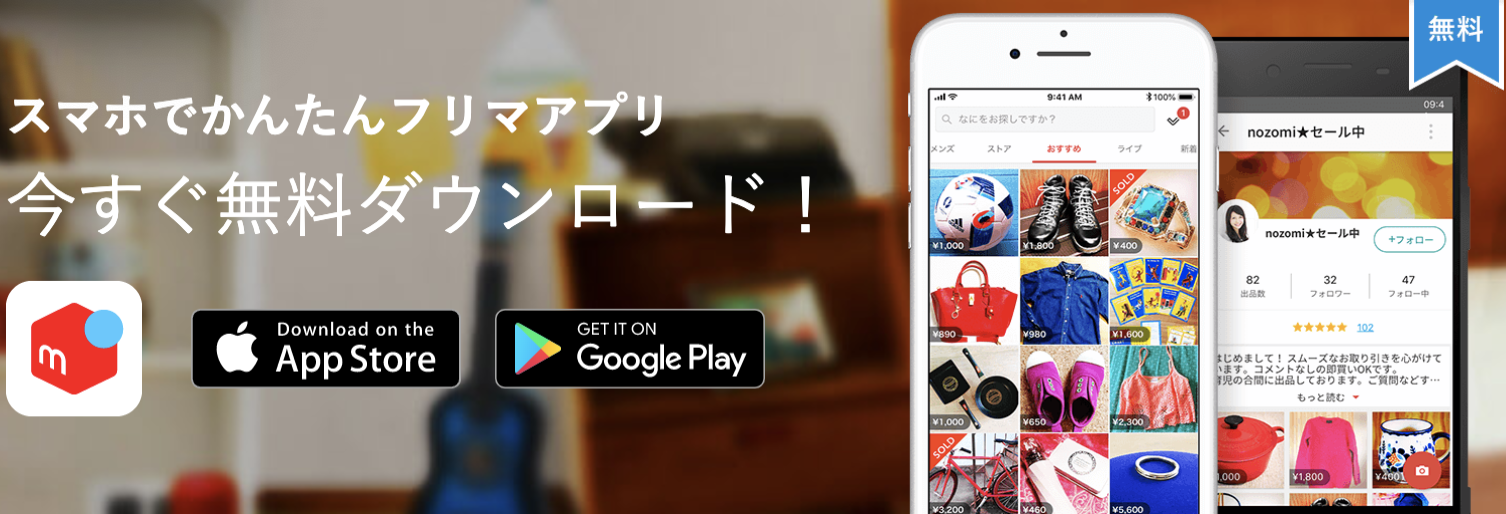 スマホでかんたんフリマアプリ
今すぐ無料ダウンロード！
m
Download on the
App Store
GET IT ON
Google Play
9:41 AM
100%
なにをお探しですか？
1
メンズ ストア おすすめ ライブ 新着
SOLD
¥1,000 ¥1,800 ¥400
¥890 ¥980 ¥1,600
¥1,000 ¥650 ¥2,300
SOLD
¥3,200 ¥460 ¥5,600
無料
09:4
nozomi★セール中
nozomi★セール中
+フォロー
82 32 47
出品数 フォロワー フォロー中
★★★★★ 102
はじめまして！ スムーズなお取り引きを心がけて
います。コメントなしの即買いOKです。
育児の合間に出品しております。ご質問などす…
もっと読む
,000 ¥1,800 ¥400